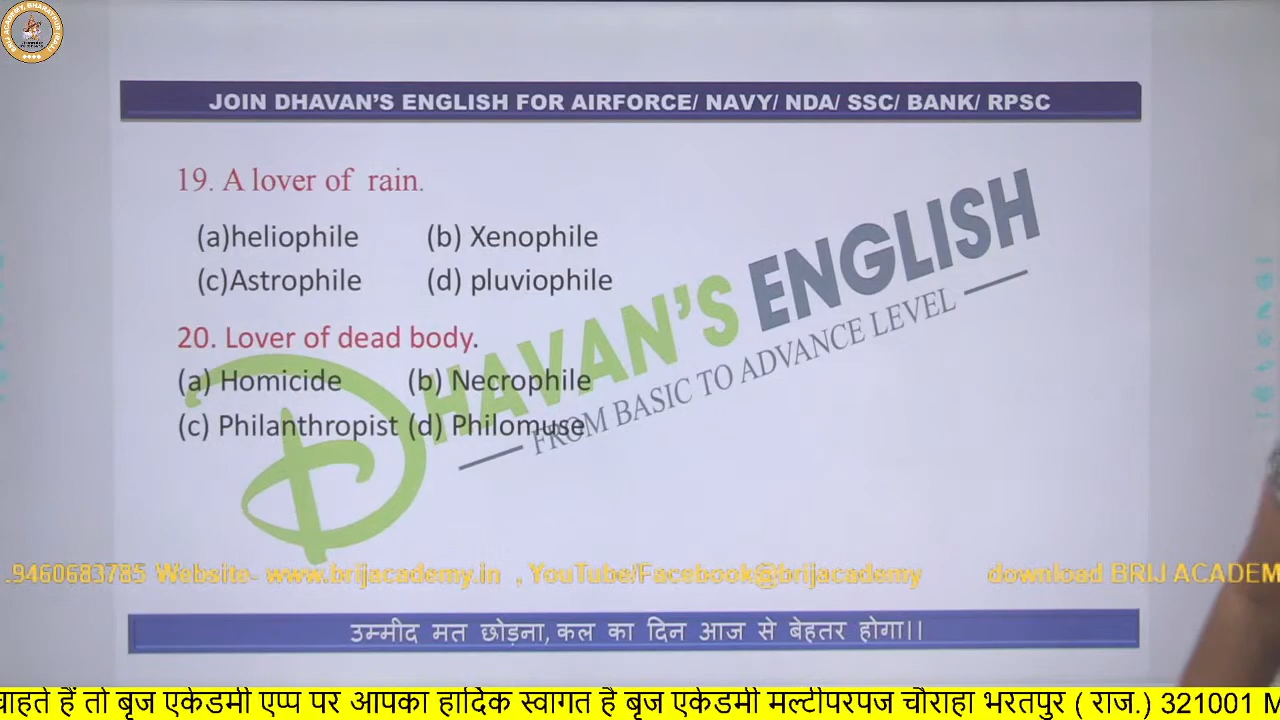 JOIN DHAVAN'S ENGLISH FOR AIRFORCE/ NAVY/ NDA/ SSC/ BANK/ RPSC
19. A lover of  rain.
(a)heliophile (b) Xenophile
(c)Astrophile (d) pluviophile
20. Lover of dead body.
(a) Homicide (b) Necrophile
(c) Philanthropist (d) Philomuse
DHAVAN'S ENGLISH
FROM BASIC TO ADVANCE LEVEL
.9460683785 Website- www.brijacademy.in , YouTube/Facebook@brijacademy download BRIJ ACADEM
उम्मीद मत छोड़ना, कल का दिन आज से बेहतर होगा।।
चाहते हैं तो बृज एकेडमी एप्प पर आपका हार्दिक स्वागत है बृज एकेडमी मल्टीपरपज चौराहा भरतपुर ( राज.) 321001 M